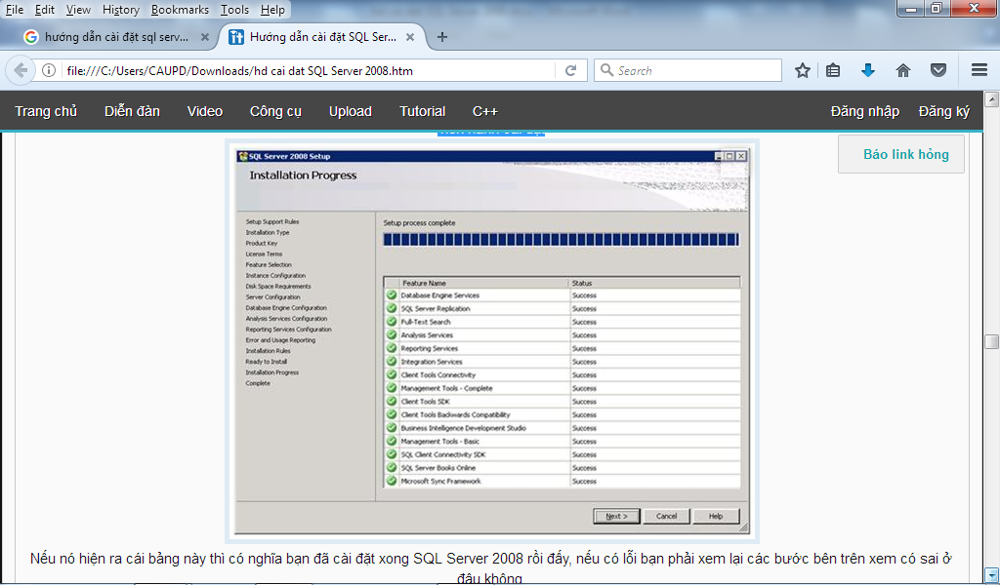 File Edit View History Bookmarks Tools Help
hướng dẫn cài đặt sql serv... × Hướng dẫn cài đặt SQL Ser... × +
file:///C:/Users/CAUPD/Downloads/hd cai dat SQL Server 2008.htm Search
Trang chủ Diễn đàn Video Công cụ Upload Tutorial C++ Đăng nhập Đăng ký
Báo link hỏng
SQL Server 2008 Setup
Installation Progress
Setup Support Rules
Installation Type
Product Key
License Terms
Feature Selection
Instance Configuration
Disk Space Requirements
Server Configuration
Database Engine Configuration
Analysis Services Configuration
Reporting Services Configuration
Error and Usage Reporting
Installation Rules
Ready to Install
Installation Progress
Complete
Setup process complete
Feature Name Status
Database Engine Services Success
SQL Server Replication Success
Full-Text Search Success
Analysis Services Success
Reporting Services Success
Integration Services Success
Client Tools Connectivity Success
Management Tools - Complete Success
Client Tools SDK Success
Client Tools Backwards Compatibility Success
Business Intelligence Development Studio Success
Management Tools - Basic Success
SQL Client Connectivity SDK Success
SQL Server Books Online Success
Microsoft Sync Framework Success
Next > Cancel Help
Nếu nó hiện ra cái bảng này thì có nghĩa bạn đã cài đặt xong SQL Server 2008 rồi đấy, nếu có lỗi bạn phải xem lại các bước bên trên xem có sai ở
đâu không